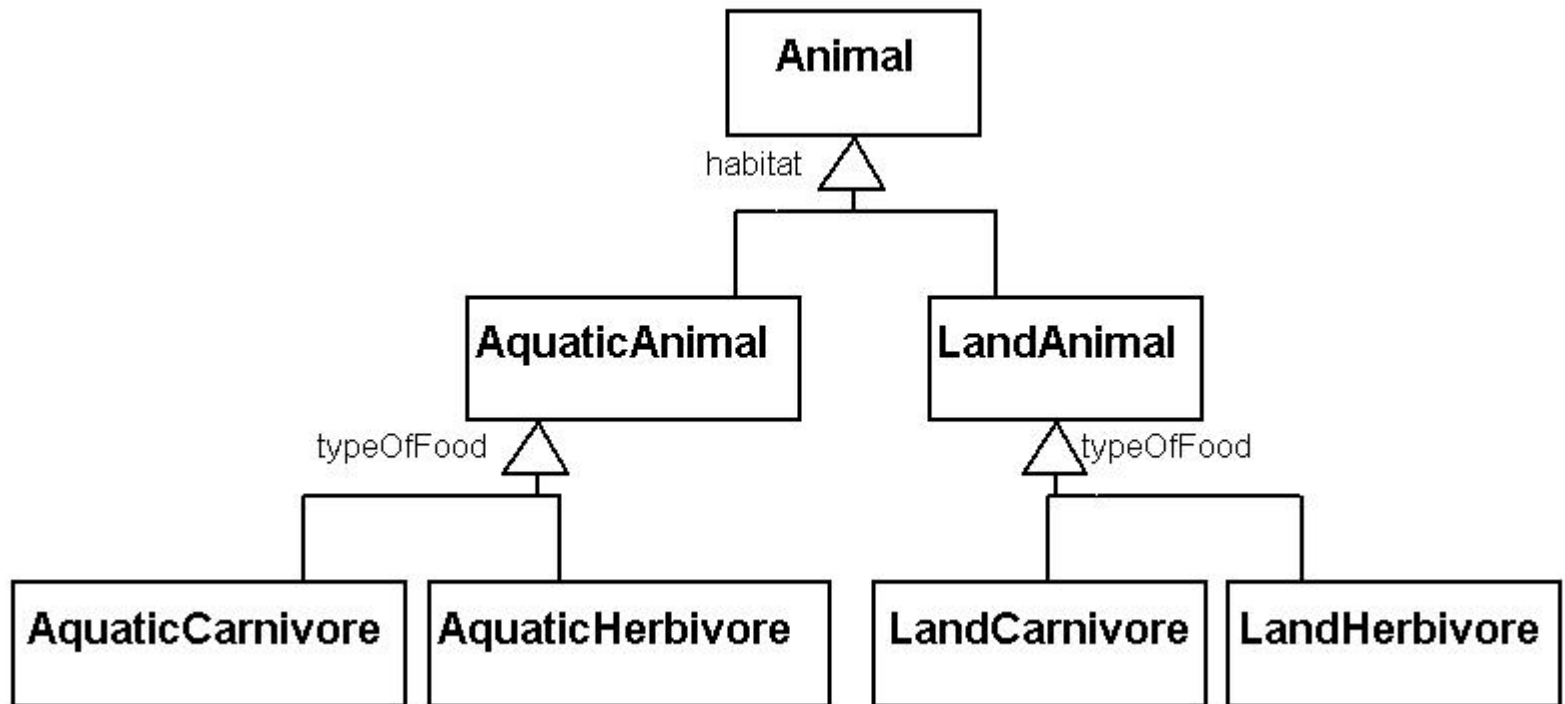 Animal
habitat
AquaticAnimal
LandAnimal
typeOfFood
typeOfFood
AquaticCarnivore
AquaticHerbivore
LandCarnivore
LandHerbivore